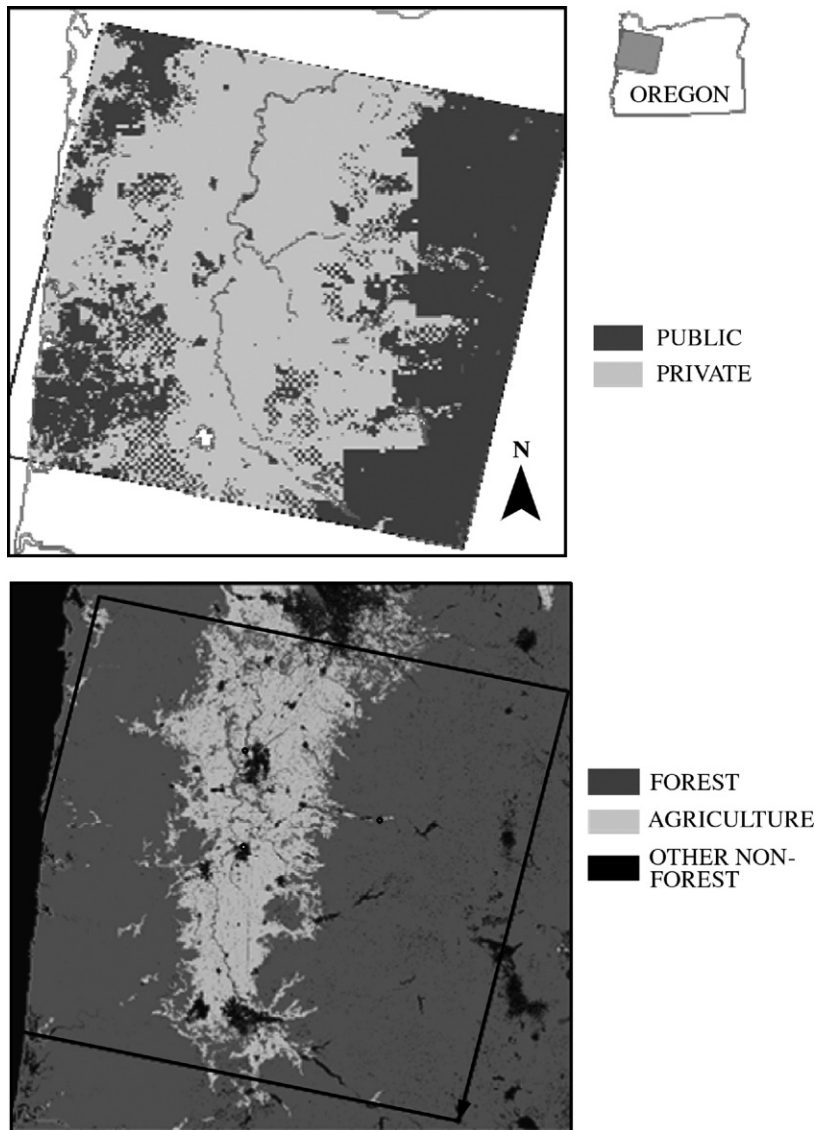 OREGON
PUBLIC
PRIVATE
N
FOREST
AGRICULTURE
OTHER NON-
FOREST